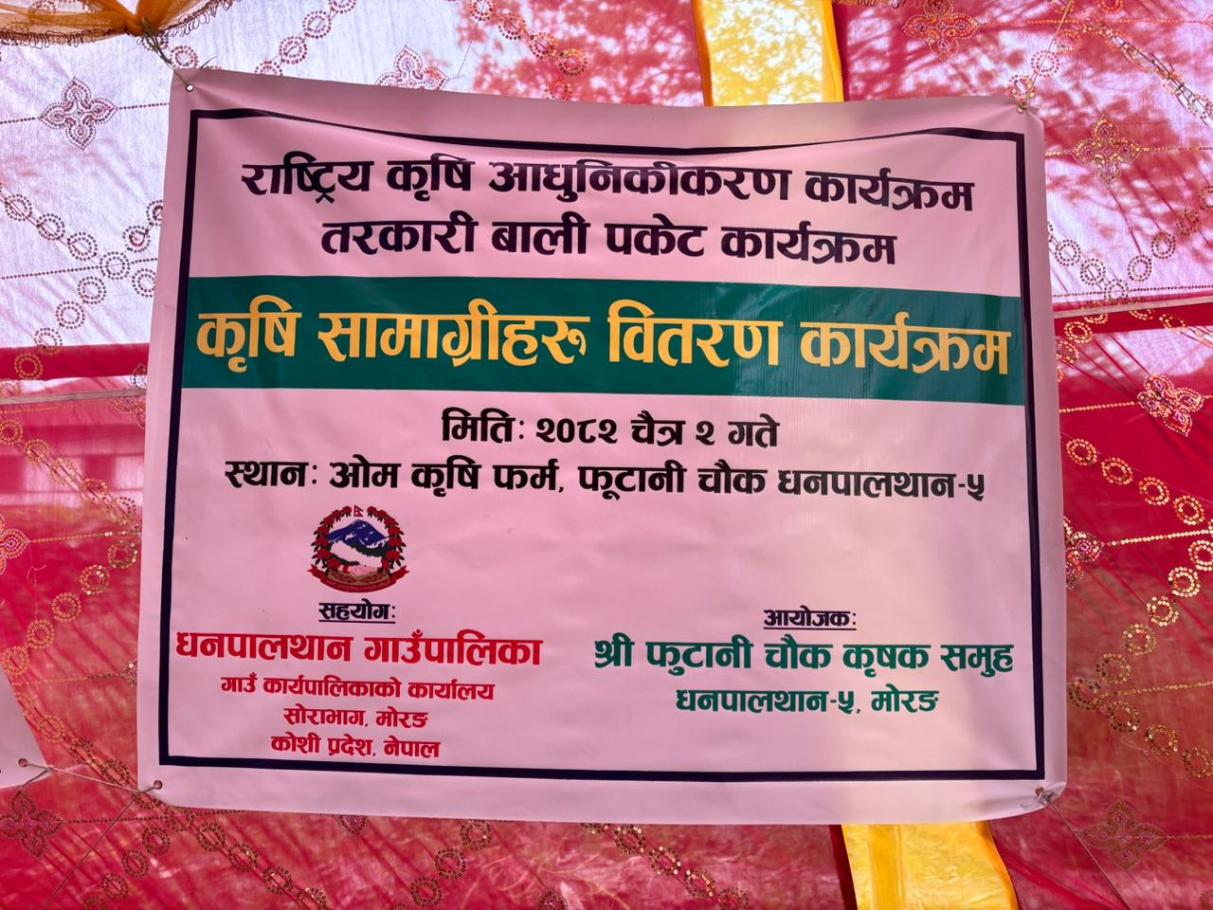 राष्ट्रिय कृषि आधुनिकीकरण कार्यक्रम
तरकारी बाली पकेट कार्यक्रम
कृषि सामाग्रीहरु वितरण कार्यक्रम
मितिः २०८२ चैत्र २ गते
स्थानः ओम कृषि फर्म, फूटानी चौक धनपालथान-५
सहयोगः
धनपालथान गाउँपालिका
गाउँ कार्यपालिकाको कार्यालय
सोराभाग, मोरङ
कोशी प्रदेश, नेपाल
आयोजकः
श्री फुटानी चौक कृषक समुह
धनपालथान-५, मोरङ